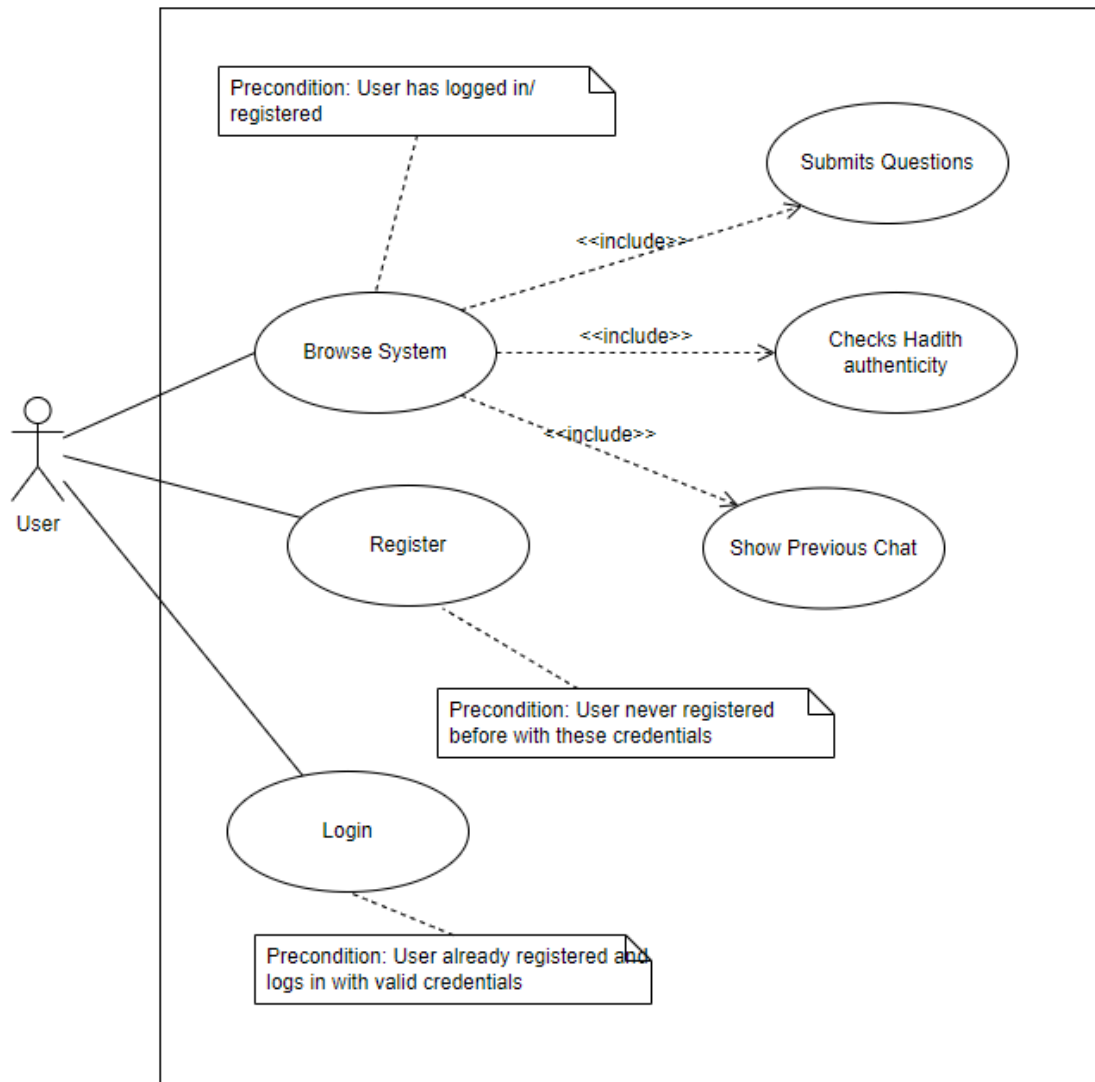 Precondition: User has logged in/
registered
Submits Questions
<<include>>
Browse System
<<include>>
Checks Hadith
authenticity
<<include>>
User
Register
Show Previous Chat
Precondition: User never registered
before with these credentials
Login
Precondition: User already registered and
logs in with valid credentials